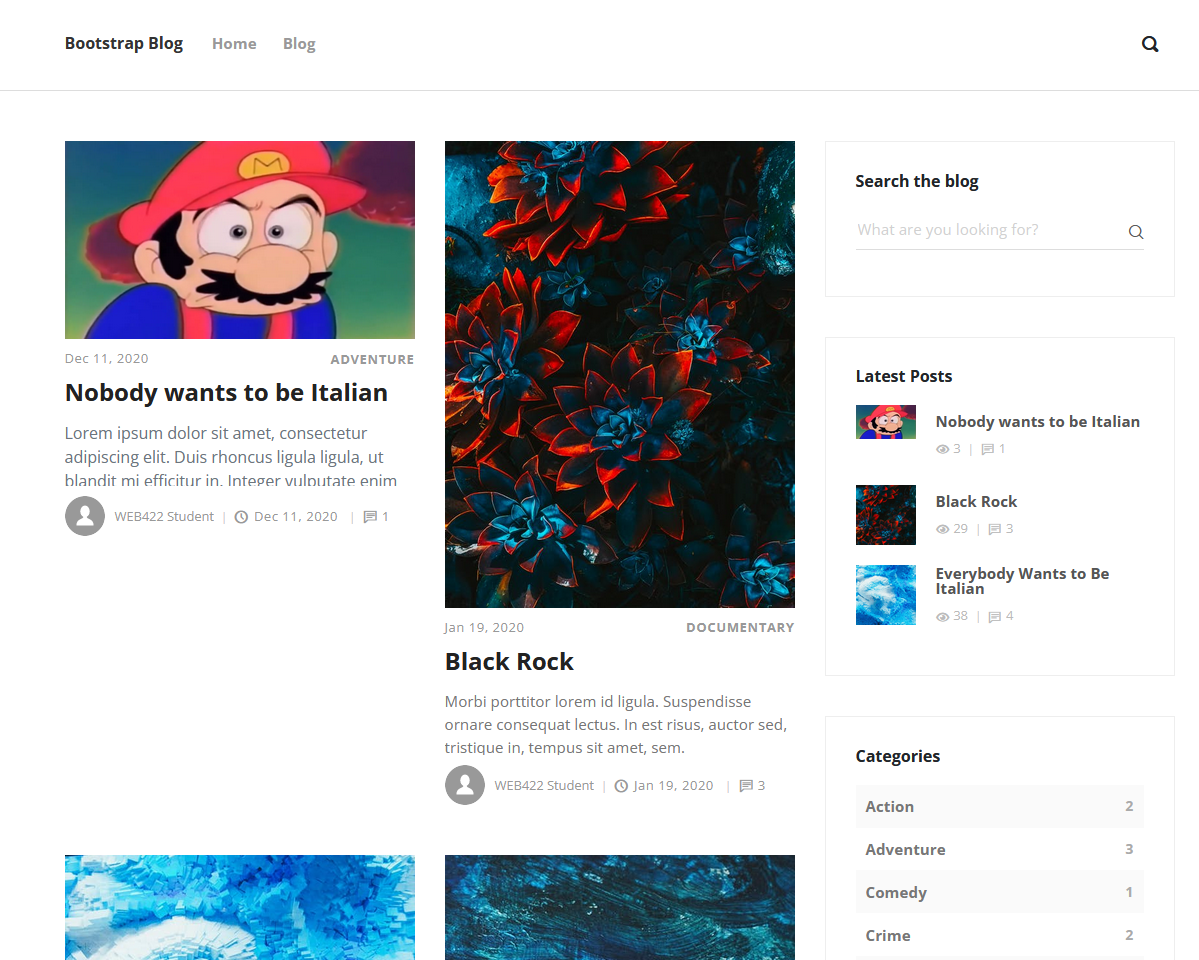 Bootstrap Blog Home Blog
M
Dec 11, 2020 ADVENTURE
Nobody wants to be Italian
Lorem ipsum dolor sit amet, consectetur
adipiscing elit. Duis rhoncus ligula ligula, ut
blandit mi efficitur in. Integer vulputate enim
WEB422 Student | Dec 11, 2020 | 1
Jan 19, 2020 DOCUMENTARY
Black Rock
Morbi porttitor lorem id ligula. Suspendisse
ornare consequat lectus. In est risus, auctor sed,
tristique in, tempus sit amet, sem.
WEB422 Student | Jan 19, 2020 | 3
Search the blog
What are you looking for?
Latest Posts
Nobody wants to be Italian
3 | 1
Black Rock
29 | 3
Everybody Wants to Be
Italian
38 | 4
Categories
Action 2
Adventure 3
Comedy 1
Crime 2